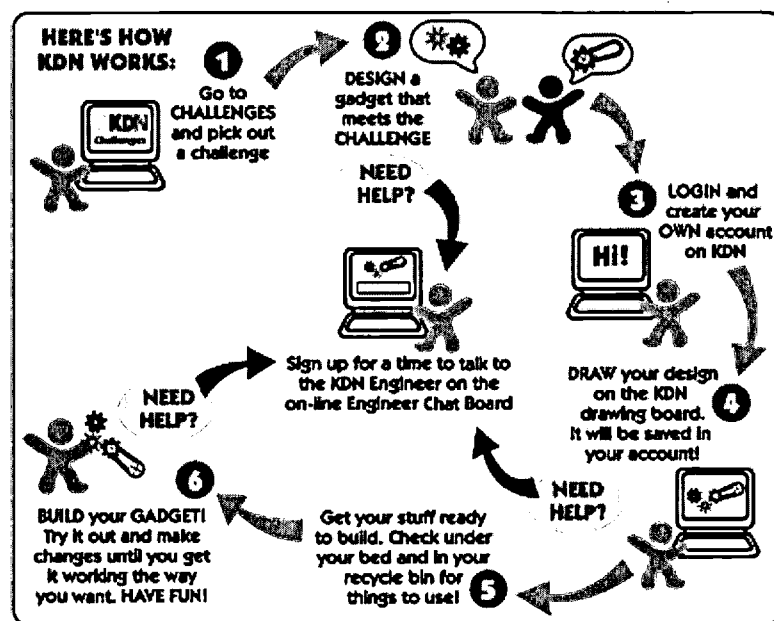 HERE'S HOW
KDN WORKS:
1
Go to
CHALLENGES
and pick out
a challenge
KDN
Challenges
2
DESIGN a
gadget that
meets the
CHALLENGE
NEED
HELP?
3
LOGIN and
create your
OWN account
on KDN
Hi!!
Sign up for a time to talk to
the KDN Engineer on the
on-line Engineer Chat Board
DRAW your design
on the KDN
drawing board.
It will be saved in
your account!
4
NEED
HELP?
NEED
HELP?
Get your stuff ready
to build. Check under
your bed and in your
recycle bin for
things to use!
5
6
BUILD your GADGET!
Try it out and make
changes until you get
it working the way
you want. HAVE FUN!